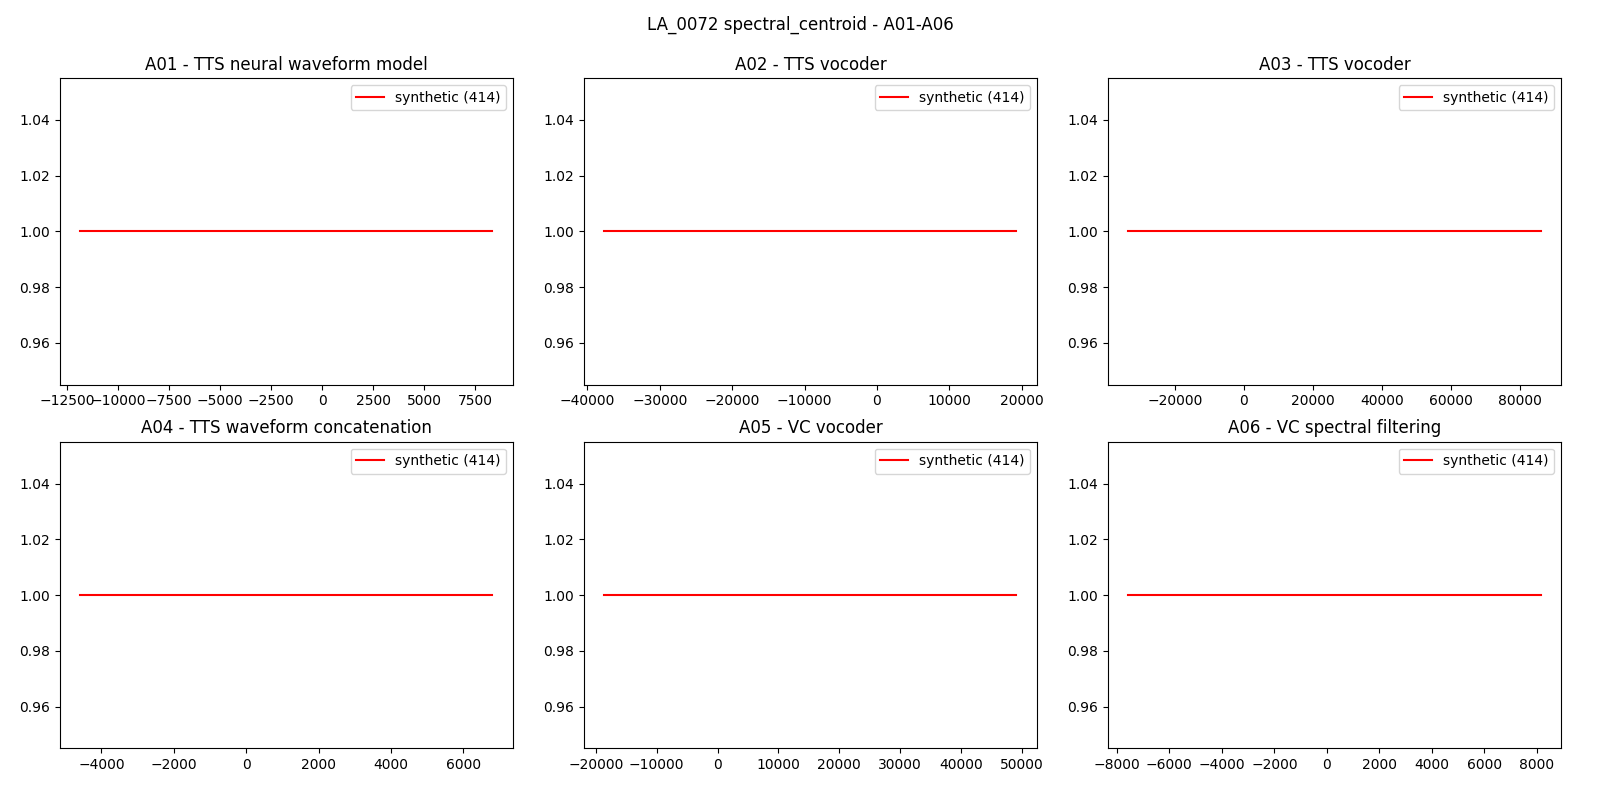 LA_0072 spectral_centroid - A01-A06
A01 - TTS neural waveform model
A02 - TTS vocoder
A03 - TTS vocoder
synthetic (414)
synthetic (414)
synthetic (414)
1.04
1.02
1.00
0.98
0.96
1.04
1.02
1.00
0.98
0.96
1.04
1.02
1.00
0.98
0.96
−12500 −10000 −7500 −5000 −2500 0 2500 5000 7500
−40000 −30000 −20000 −10000 0 10000 20000
−20000 0 20000 40000 60000 80000
A04 - TTS waveform concatenation
A05 - VC vocoder
A06 - VC spectral filtering
synthetic (414)
synthetic (414)
synthetic (414)
1.04
1.02
1.00
0.98
0.96
1.04
1.02
1.00
0.98
0.96
1.04
1.02
1.00
0.98
0.96
−4000 −2000 0 2000 4000 6000
−20000 −10000 0 10000 20000 30000 40000 50000
−8000 −6000 −4000 −2000 0 2000 4000 6000 8000